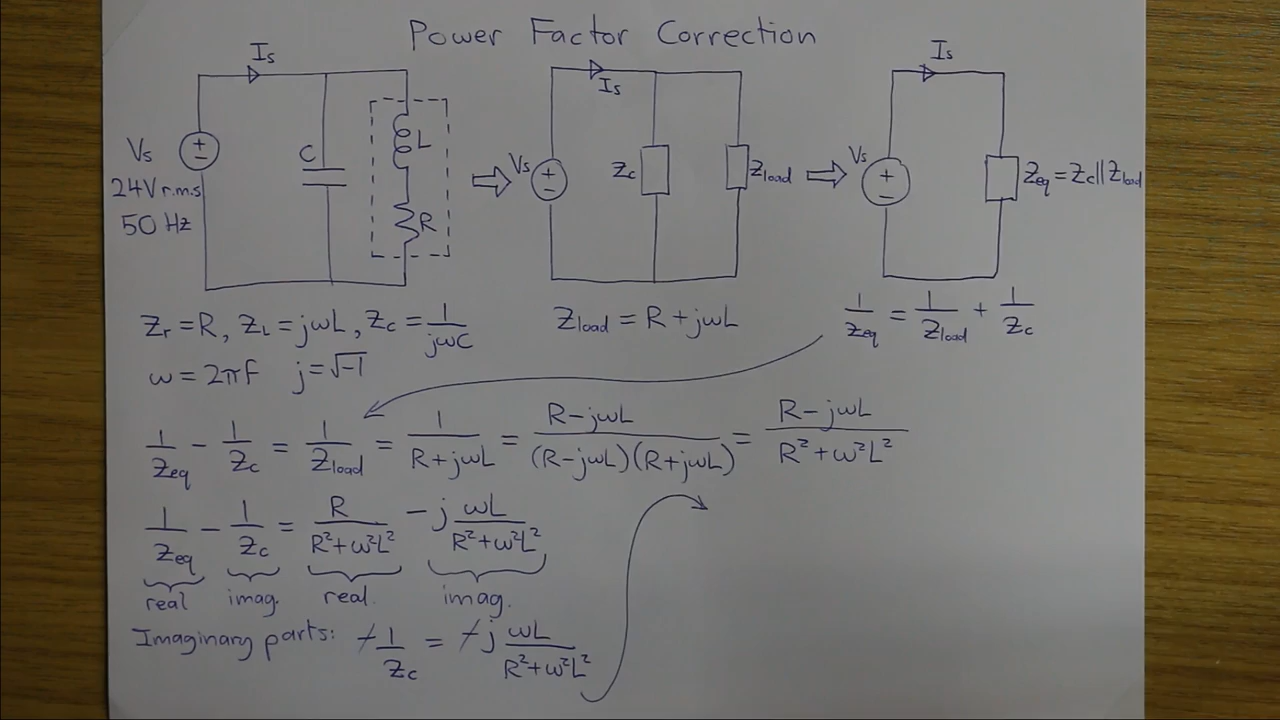 Power Factor Correction
Is
Vs
24V r.m.s
50 Hz
+
−
C
L
R
Is
Vs
+
−
Zc
Zload
Is
Vs
+
−
Zeq = Zc||Zload
Zr = R, ZL = jωL, Zc = 1/jωC
ω = 2πf j = √-1
Zload = R + jωL
1/Zeq = 1/Zload + 1/Zc
1/Zeq − 1/Zc = 1/Zload = 1/(R+jωL) = (R−jωL)/((R−jωL)(R+jωL)) = (R−jωL)/(R²+ω²L²)
1/Zeq − 1/Zc = R/(R²+ω²L²) − j ωL/(R²+ω²L²)
real imag. real. imag.
Imaginary parts: −1/Zc = −j ωL/(R²+ω²L²)